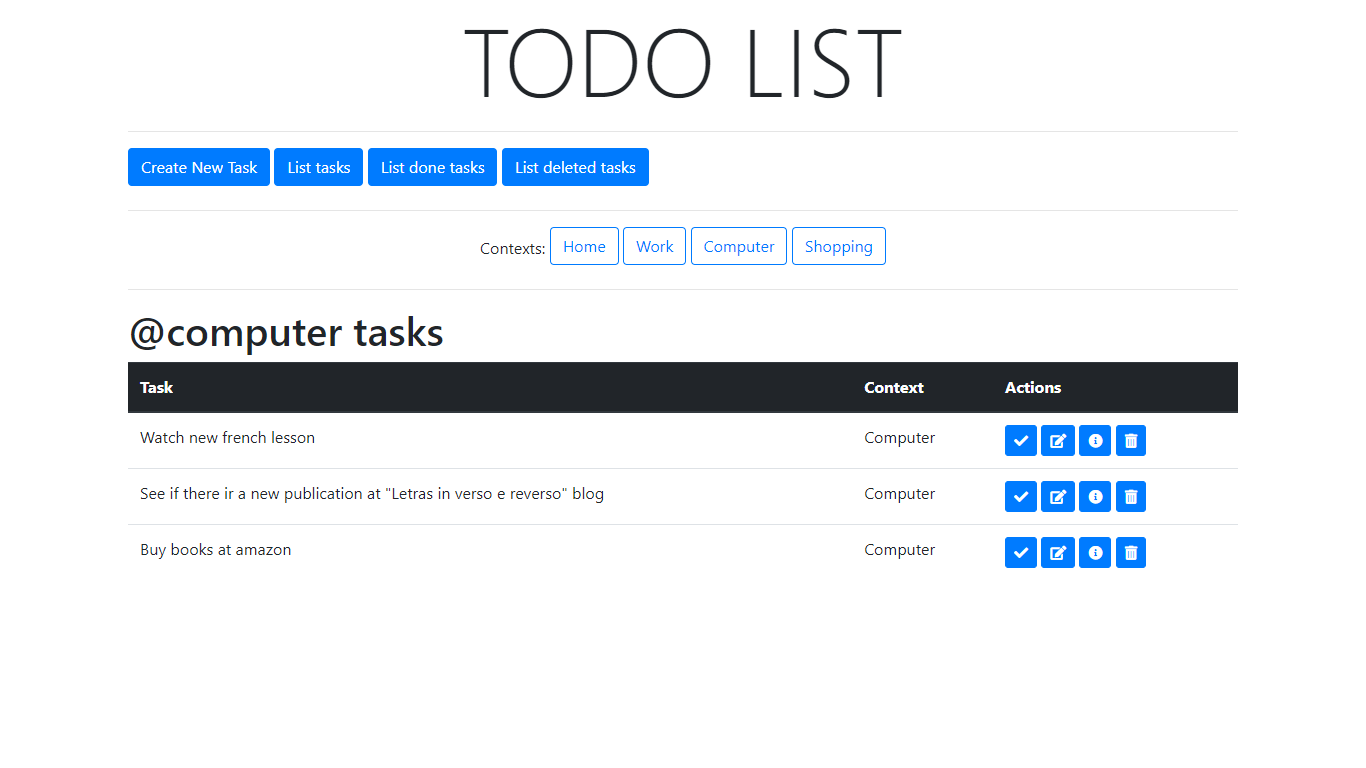 TODO LIST
Create New Task List tasks List done tasks List deleted tasks
Contexts: Home Work Computer Shopping
@computer tasks
Task Context Actions
Watch new french lesson Computer
See if there ir a new publication at "Letras in verso e reverso" blog Computer
Buy books at amazon Computer